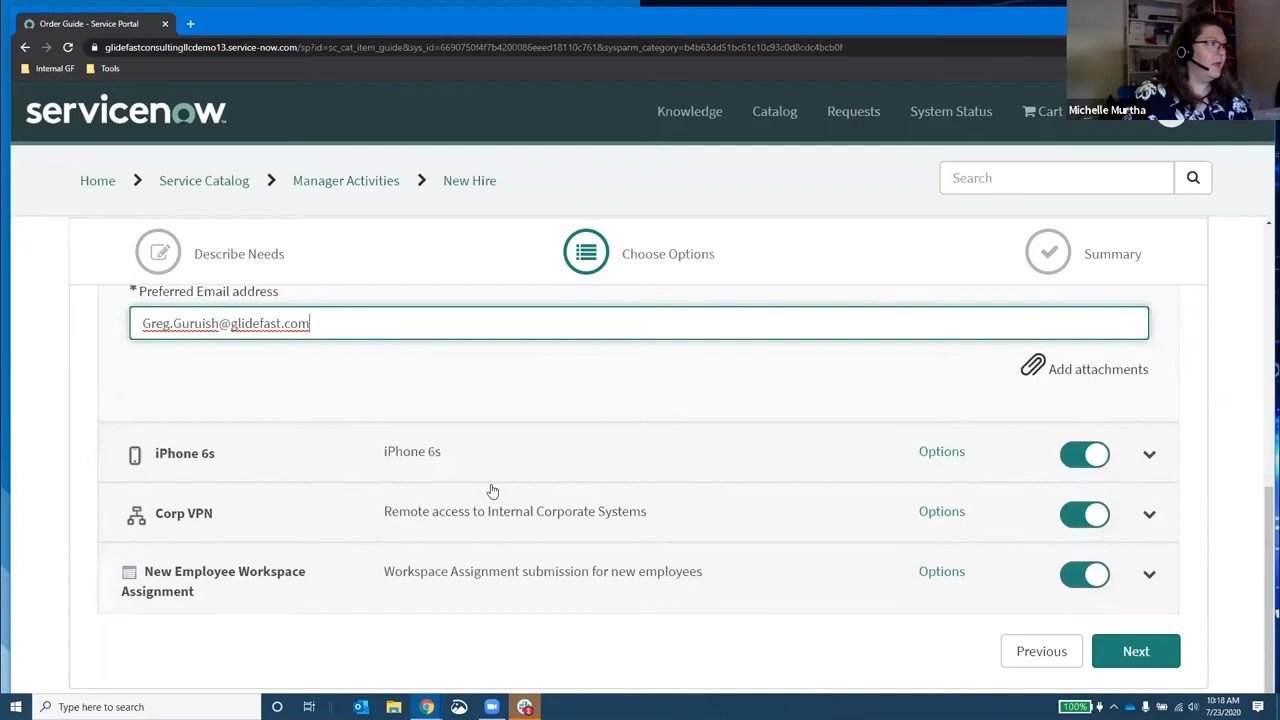 Order Guide - Service Portal
glidefastconsultingllcdemo13.service-now.com/sp?id=sc_cat_item_guide&sys_id=6690750f4f7b4200086eeed18110c761&sysparm_category=b4b63dd51bc61c10c93c0d8cdc4bcb0f
Internal GF
Tools
servicenow
Knowledge
Catalog
Requests
System Status
Cart
Michelle Murtha
Home
Service Catalog
Manager Activities
New Hire
Search
Describe Needs
Choose Options
Summary
* Preferred Email address
Greg.Guruish@glidefast.com
Add attachments
iPhone 6s
iPhone 6s
Options
Corp VPN
Remote access to Internal Corporate Systems
Options
New Employee Workspace
Assignment
Workspace Assignment submission for new employees
Options
Previous
Next
Type here to search
100%
10:18 AM
7/23/2020